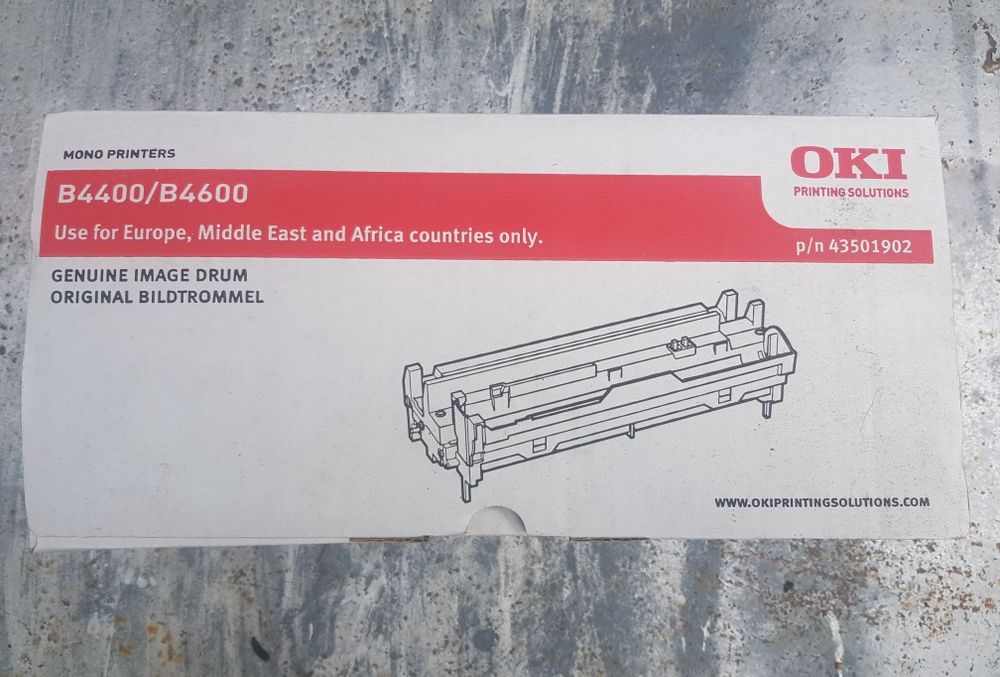 MONO PRINTERS
B4400/B4600
Use for Europe, Middle East and Africa countries only.
OKI
PRINTING SOLUTIONS
p/n 43501902
GENUINE IMAGE DRUM
ORIGINAL BILDTROMMEL
WWW.OKIPRINTINGSOLUTIONS.COM